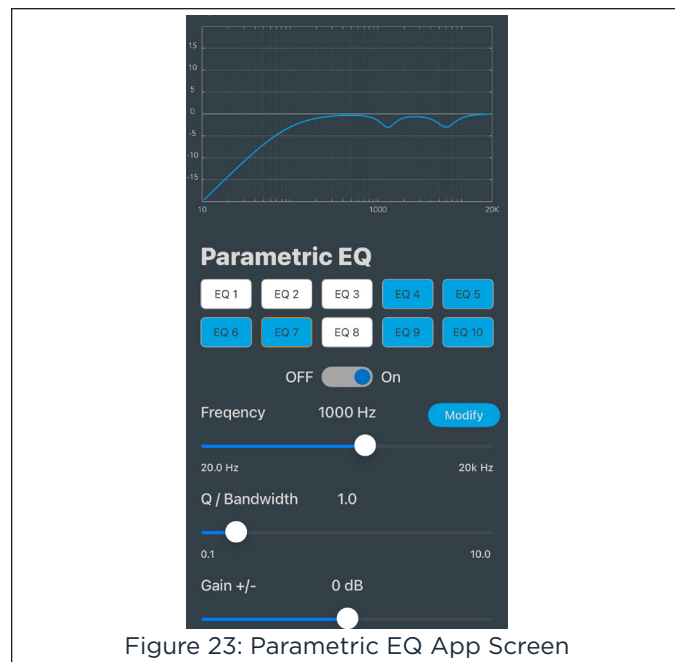 15
10
5
0
-5
-10
-15
10 1000 20K
Parametric EQ
EQ 1 EQ 2 EQ 3 EQ 4 EQ 5
EQ 6 EQ 7 EQ 8 EQ 9 EQ 10
OFF On
Freqency 1000 Hz Modify
20.0 Hz 20k Hz
Q / Bandwidth 1.0
0.1 10.0
Gain +/- 0 dB
Figure 23: Parametric EQ App Screen